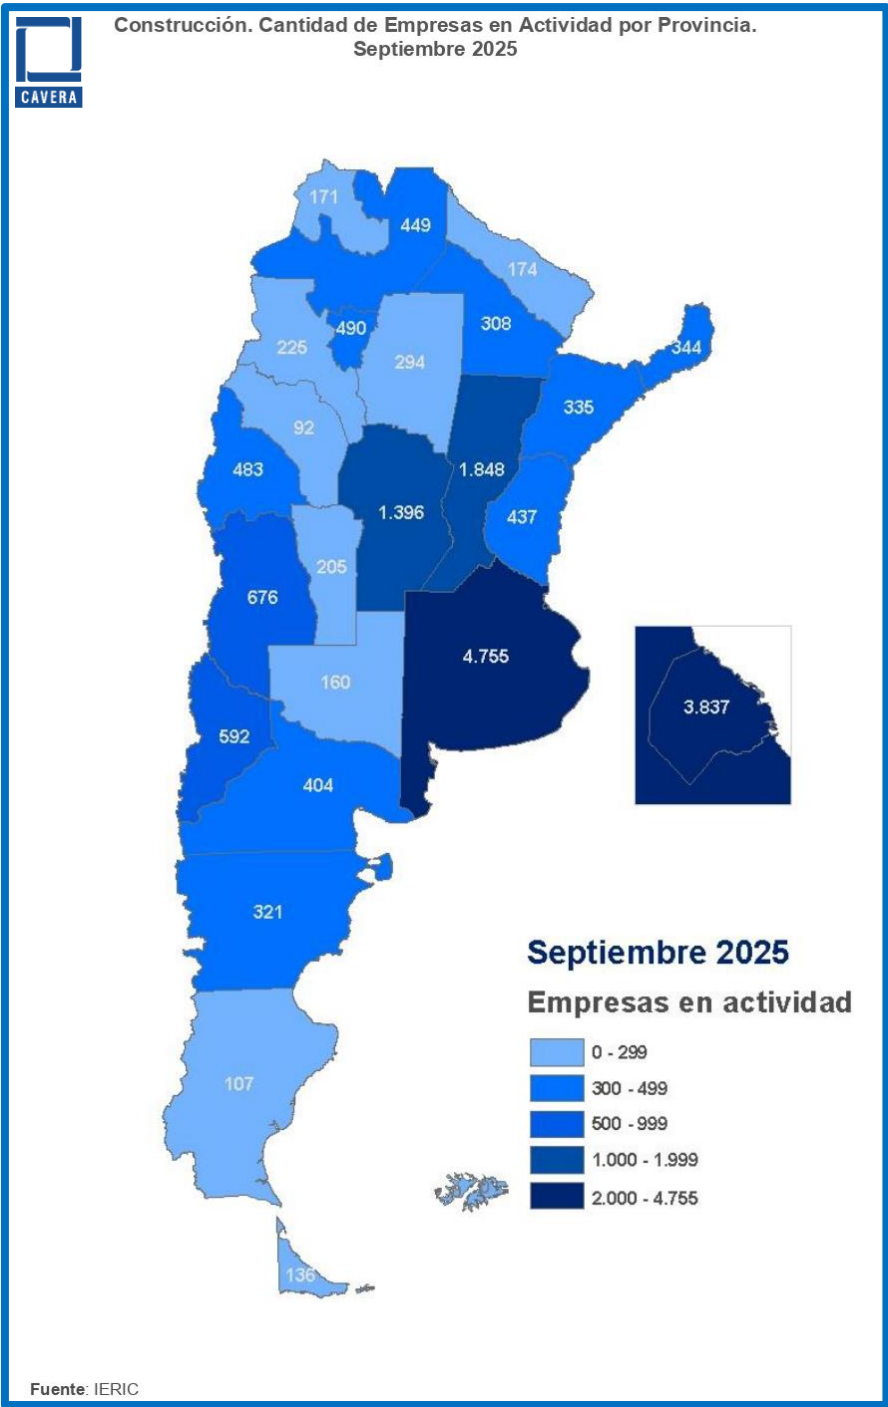 Construcción. Cantidad de Empresas en Actividad por Provincia.
Septiembre 2025
CAVERA
171
449
174
308
490
225
294
344
335
92
483
1.848
1.396
437
205
676
4.755
160
3.837
592
404
321
Septiembre 2025
Empresas en actividad
0 - 299
300 - 499
500 - 999
1.000 - 1.999
2.000 - 4.755
107
136
Fuente: IERIC